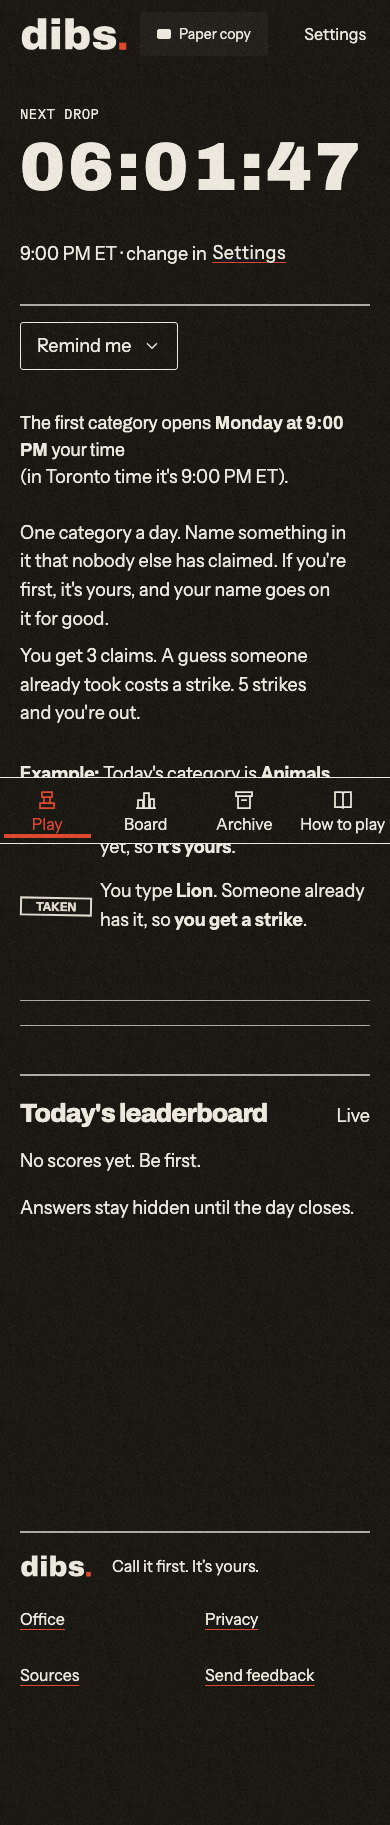 dibs.
Paper copy
Settings
NEXT DROP
06:01:47
9:00 PM ET · change in Settings
Remind me
The first category opens Monday at 9:00
PM your time
(in Toronto time it's 9:00 PM ET).
One category a day. Name something in
it that nobody else has claimed. If you're
first, it's yours, and your name goes on
it for good.
You get 3 claims. A guess someone
already took costs a strike. 5 strikes
and you're out.
Example: Today's category is Animals
Play
Board
Archive
How to play
yet, so it's yours.
TAKEN
You type Lion. Someone already
has it, so you get a strike.
Today's leaderboard
Live
No scores yet. Be first.
Answers stay hidden until the day closes.
dibs.
Call it first. It's yours.
Office
Privacy
Sources
Send feedback